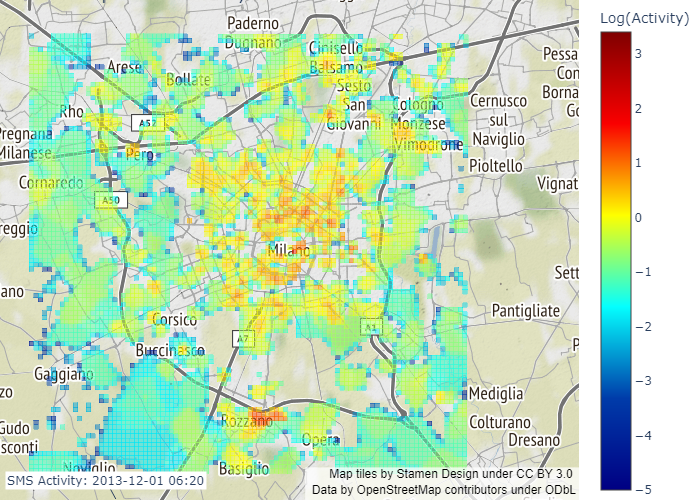 Log(Activity)
3
2
1
0
−1
−2
−3
−4
−5
Paderno
Dugnano
Cinisello
Balsamo
Sesto
San
Giovanni
Arese
Bollate
Rho
A52
Pero
Pregnana
Milanese
Cornaredo
A50
reggio
Cologno
Monzese
Vimodrone
Cernusco
sul
Naviglio
Pioltello
Pessa
Con
Borna
Go
Vignat
Milano
ano
Sett
Pantigliate
Corsico
A7
A1
Buccinasco
Gaggiano
zo
P
Mediglia
Colturano
Dresano
Rozzano
Opera
Gudo
sconti
Noviglio
Basiglio
SMS Activity: 2013-12-01 06:20
Map tiles by Stamen Design under CC BY 3.0
Data by OpenStreetMap contributors under ODbL